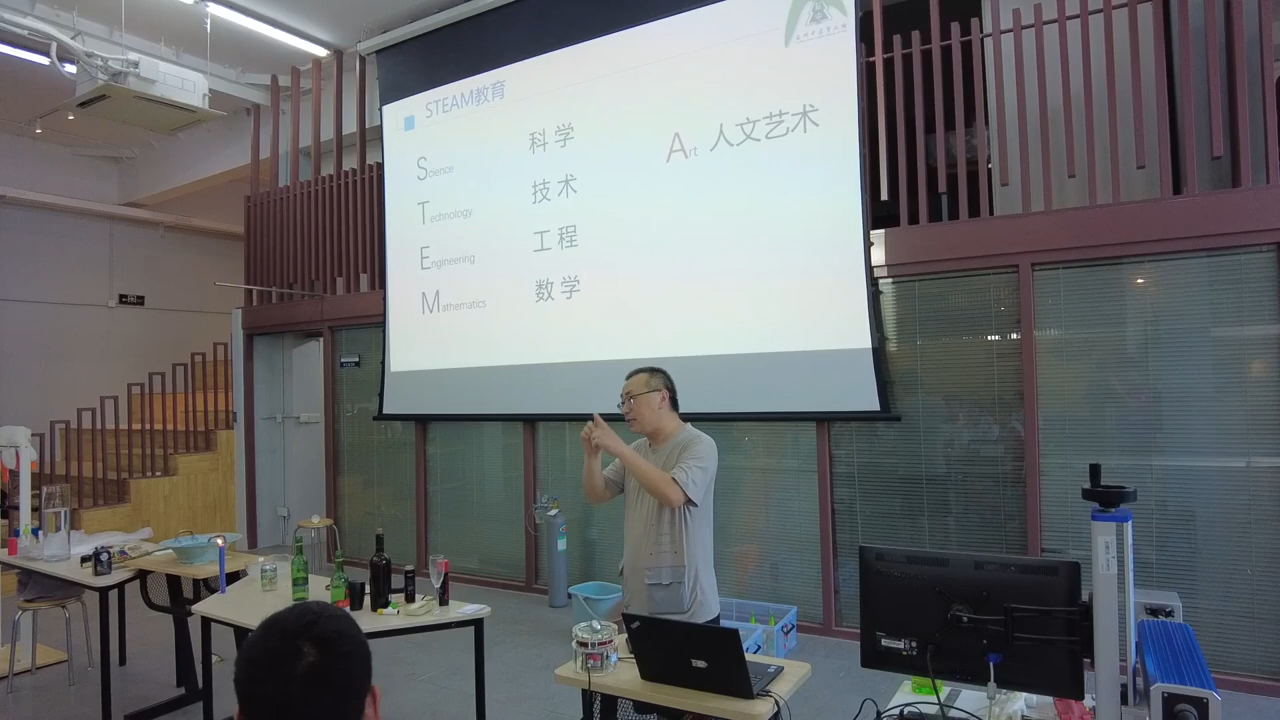 STEAM教育
Science 科学
Art 人文艺术
Technology 技术
Engineering 工程
Mathematics 数学